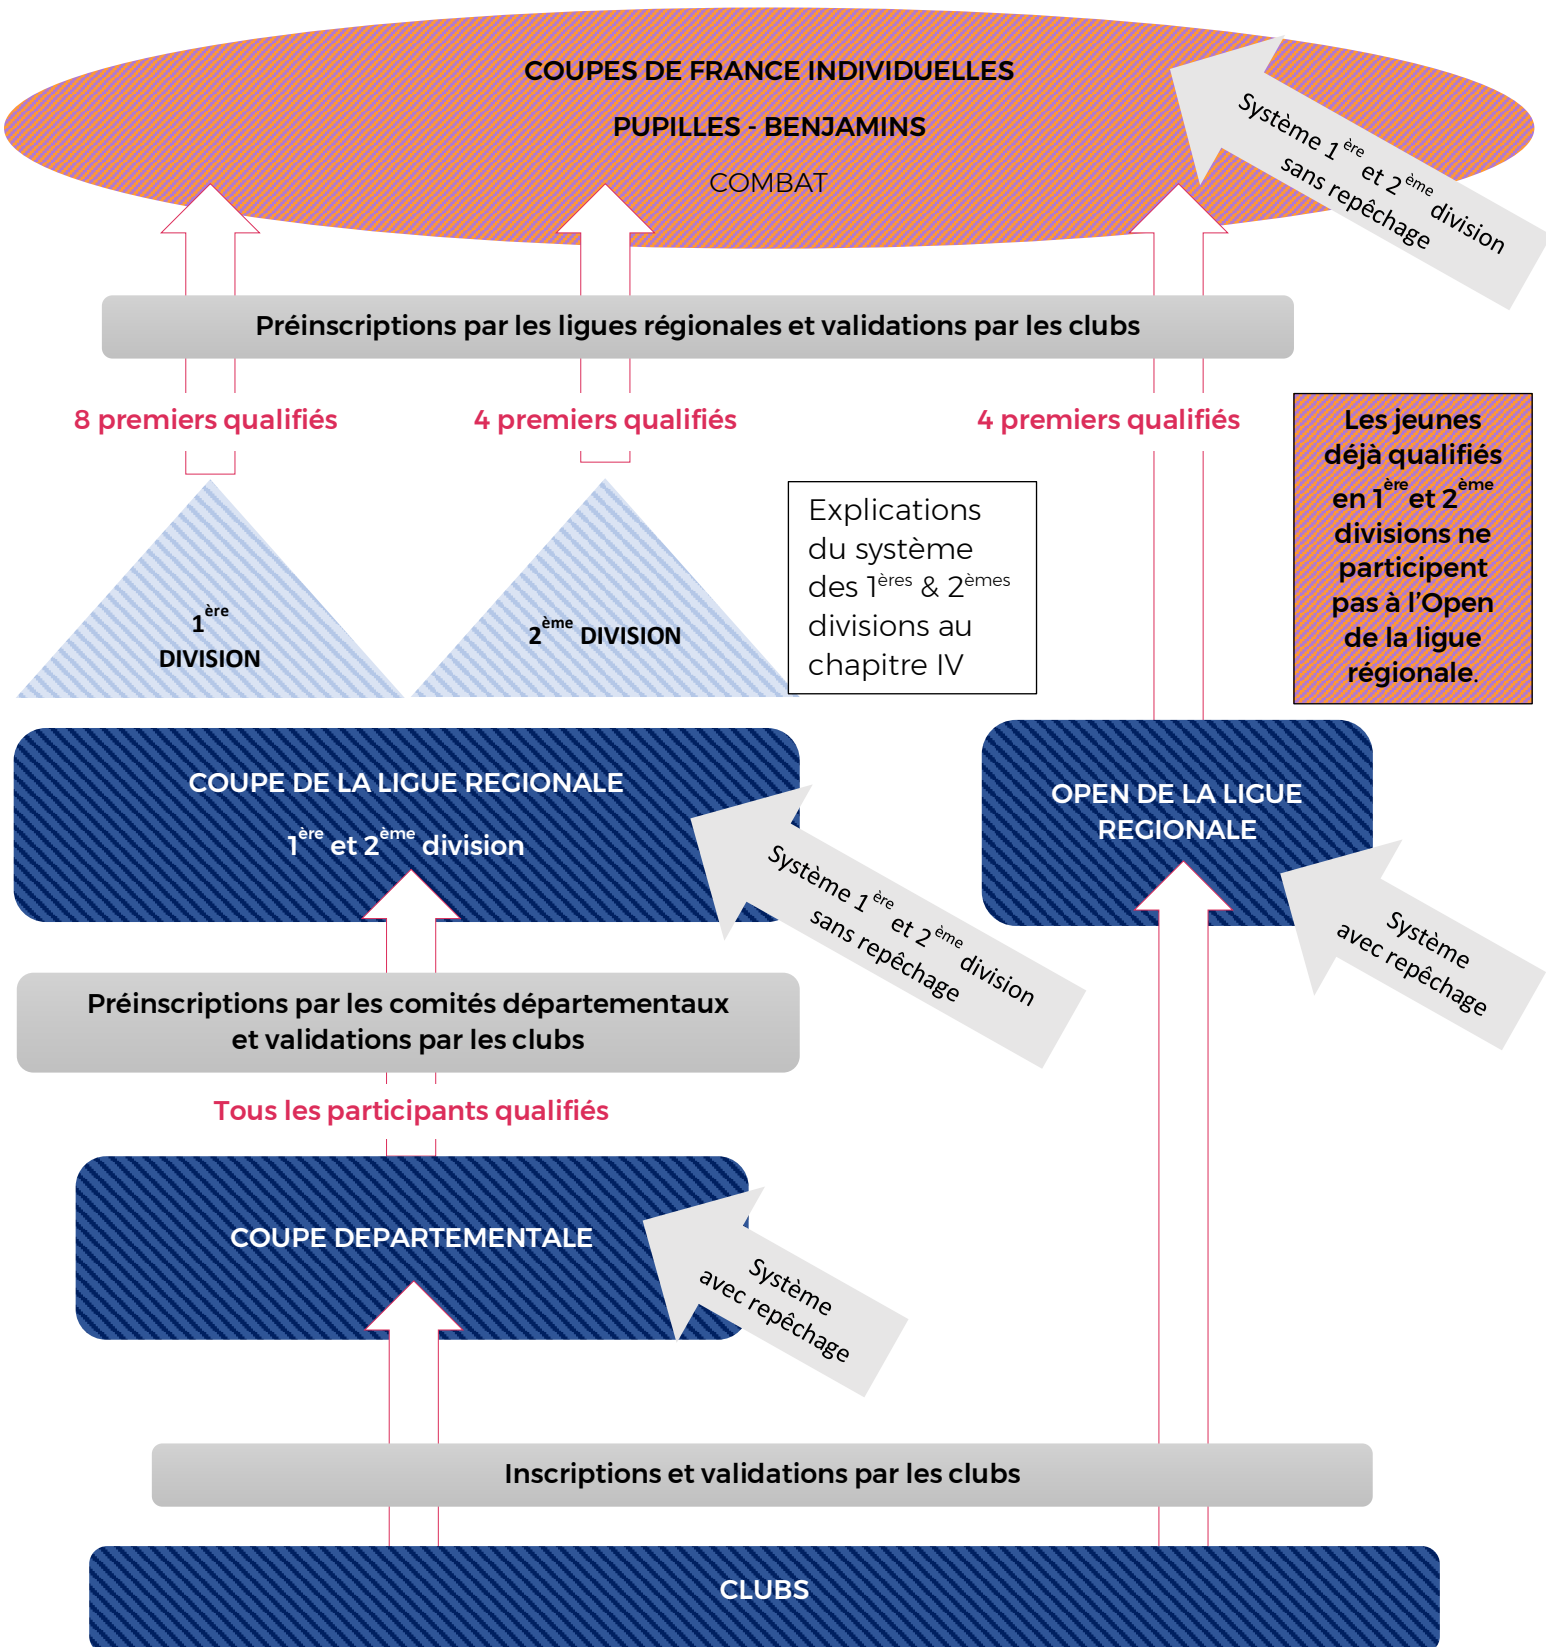 COUPES DE FRANCE INDIVIDUELLES
PUPILLES - BENJAMINS
COMBAT
Système 1ère et 2ème division
sans repêchage
Préinscriptions par les ligues régionales et validations par les clubs
8 premiers qualifiés
4 premiers qualifiés
4 premiers qualifiés
Les jeunes
déjà qualifiés
en 1ère et 2ème
divisions ne
participent
pas à l’Open
de la ligue
régionale.
1ère
DIVISION
2ème DIVISION
Explications
du système
des 1ères & 2èmes
divisions au
chapitre IV
COUPE DE LA LIGUE REGIONALE
1ère et 2ème division
Système 1ère et 2ème division
sans repêchage
OPEN DE LA LIGUE
REGIONALE
Système
avec repêchage
Préinscriptions par les comités départementaux
et validations par les clubs
Tous les participants qualifiés
COUPE DEPARTEMENTALE
Système
avec repêchage
Inscriptions et validations par les clubs
CLUBS